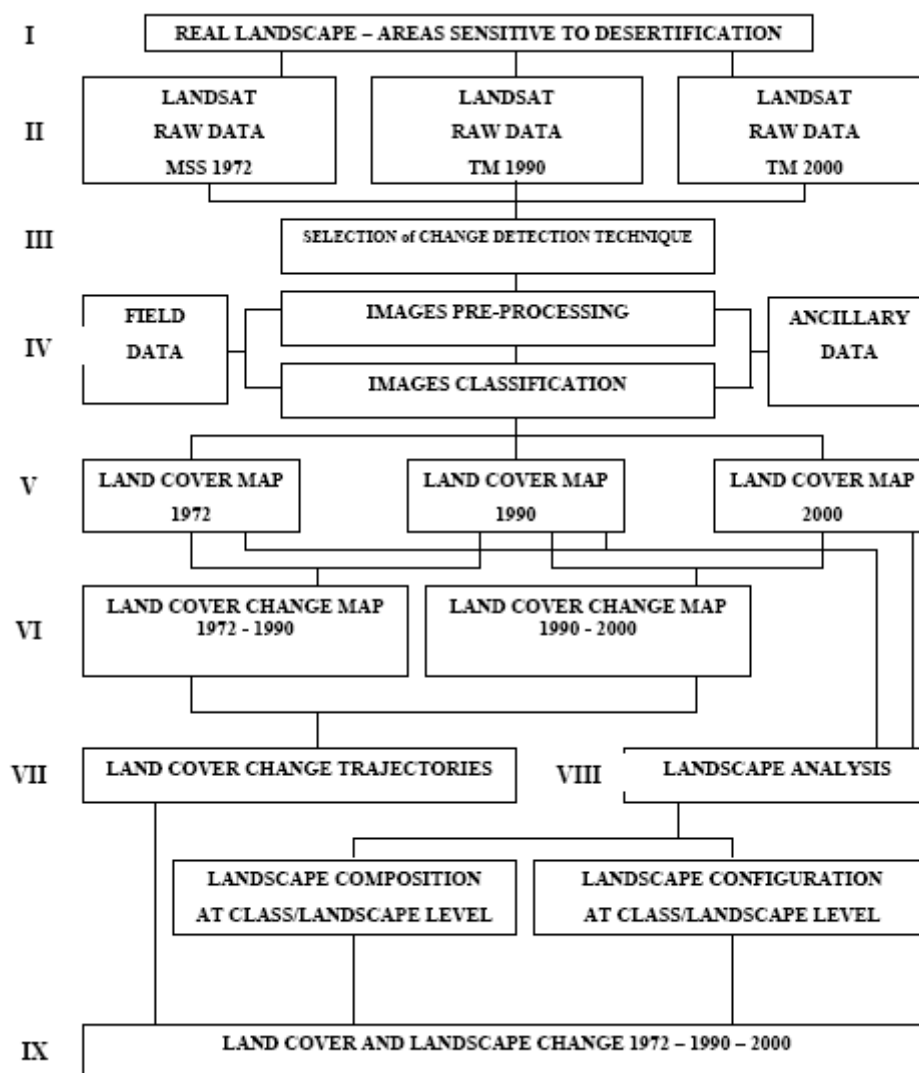 I
REAL LANDSCAPE – AREAS SENSITIVE TO DESERTIFICATION
II
LANDSAT
RAW DATA
MSS 1972
LANDSAT
RAW DATA
TM 1990
LANDSAT
RAW DATA
TM 2000
III
SELECTION of CHANGE DETECTION TECHNIQUE
IV
FIELD
DATA
IMAGES PRE-PROCESSING
IMAGES CLASSIFICATION
ANCILLARY
DATA
V
LAND COVER MAP
1972
LAND COVER MAP
1990
LAND COVER MAP
2000
VI
LAND COVER CHANGE MAP
1972 - 1990
LAND COVER CHANGE MAP
1990 - 2000
VII
LAND COVER CHANGE TRAJECTORIES
VIII
LANDSCAPE ANALYSIS
LANDSCAPE COMPOSITION
AT CLASS/LANDSCAPE LEVEL
LANDSCAPE CONFIGURATION
AT CLASS/LANDSCAPE LEVEL
IX
LAND COVER AND LANDSCAPE CHANGE 1972 – 1990 – 2000